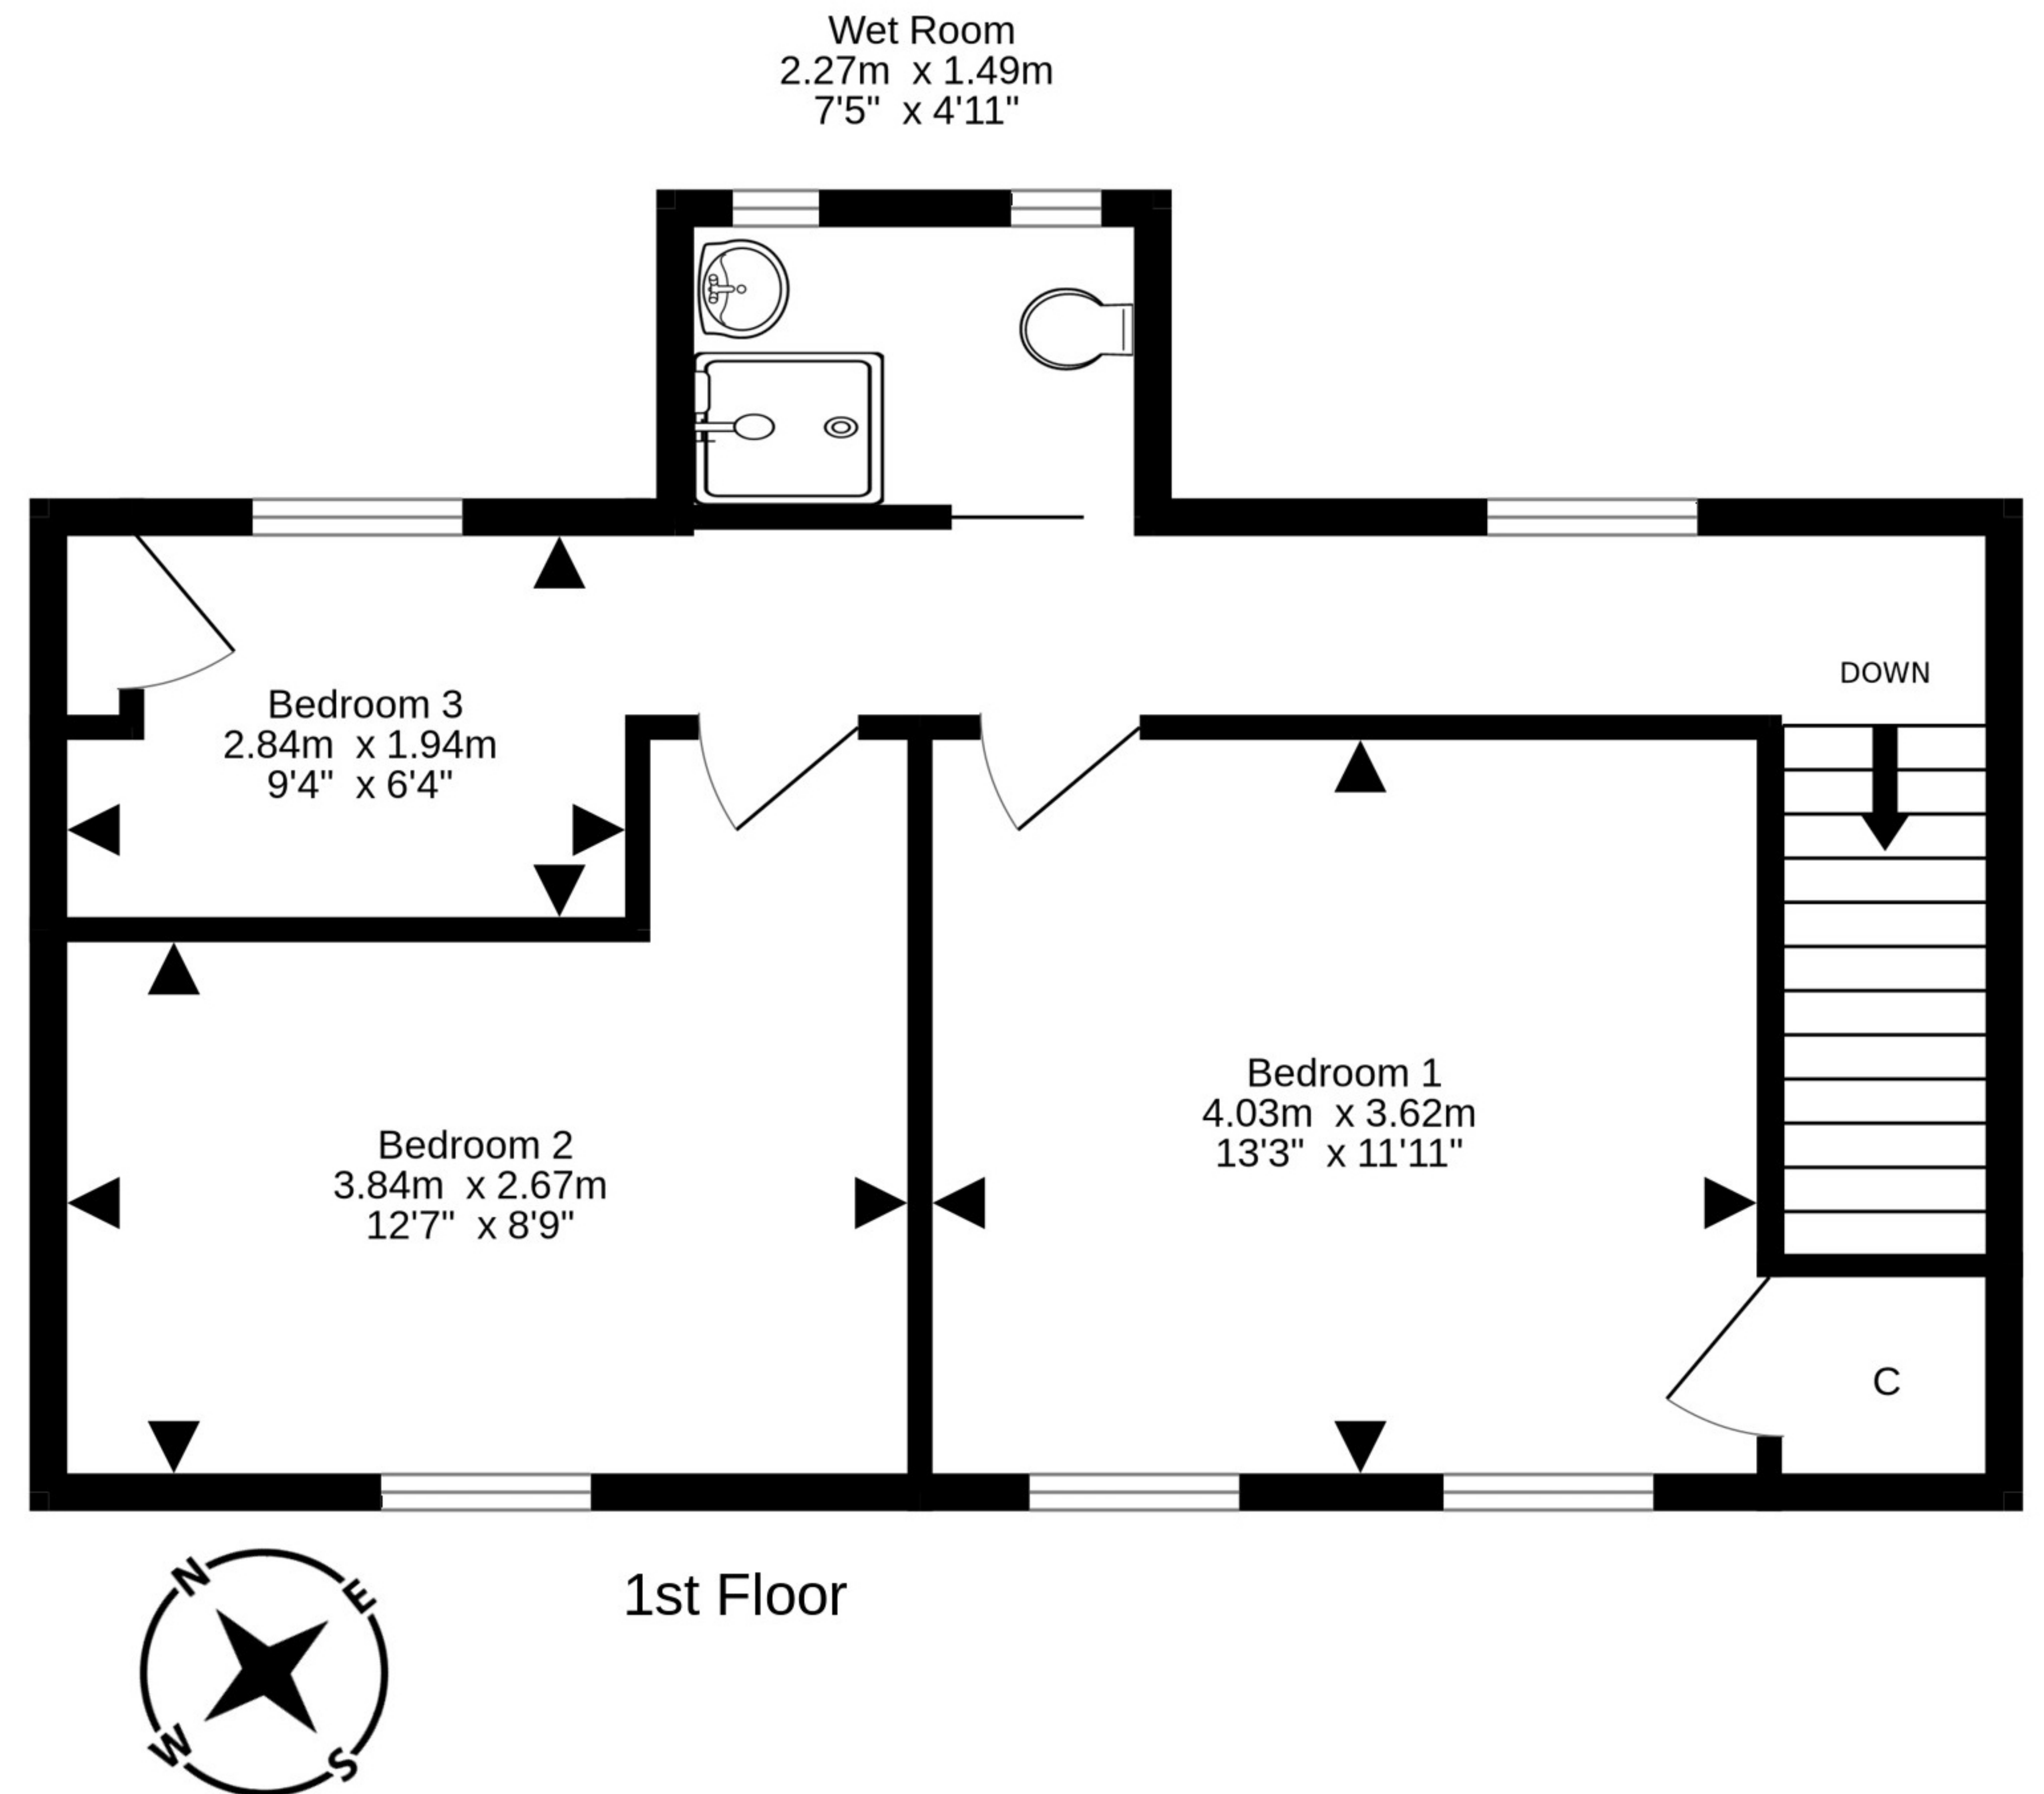 Wet Room
2.27m x 1.49m
7'5" x 4'11"
DOWN
Bedroom 3
2.84m x 1.94m
9'4" x 6'4"
Bedroom 1
4.03m x 3.62m
13'3" x 11'11"
Bedroom 2
3.84m x 2.67m
12'7" x 8'9"
C
1st Floor
N
E
W
S